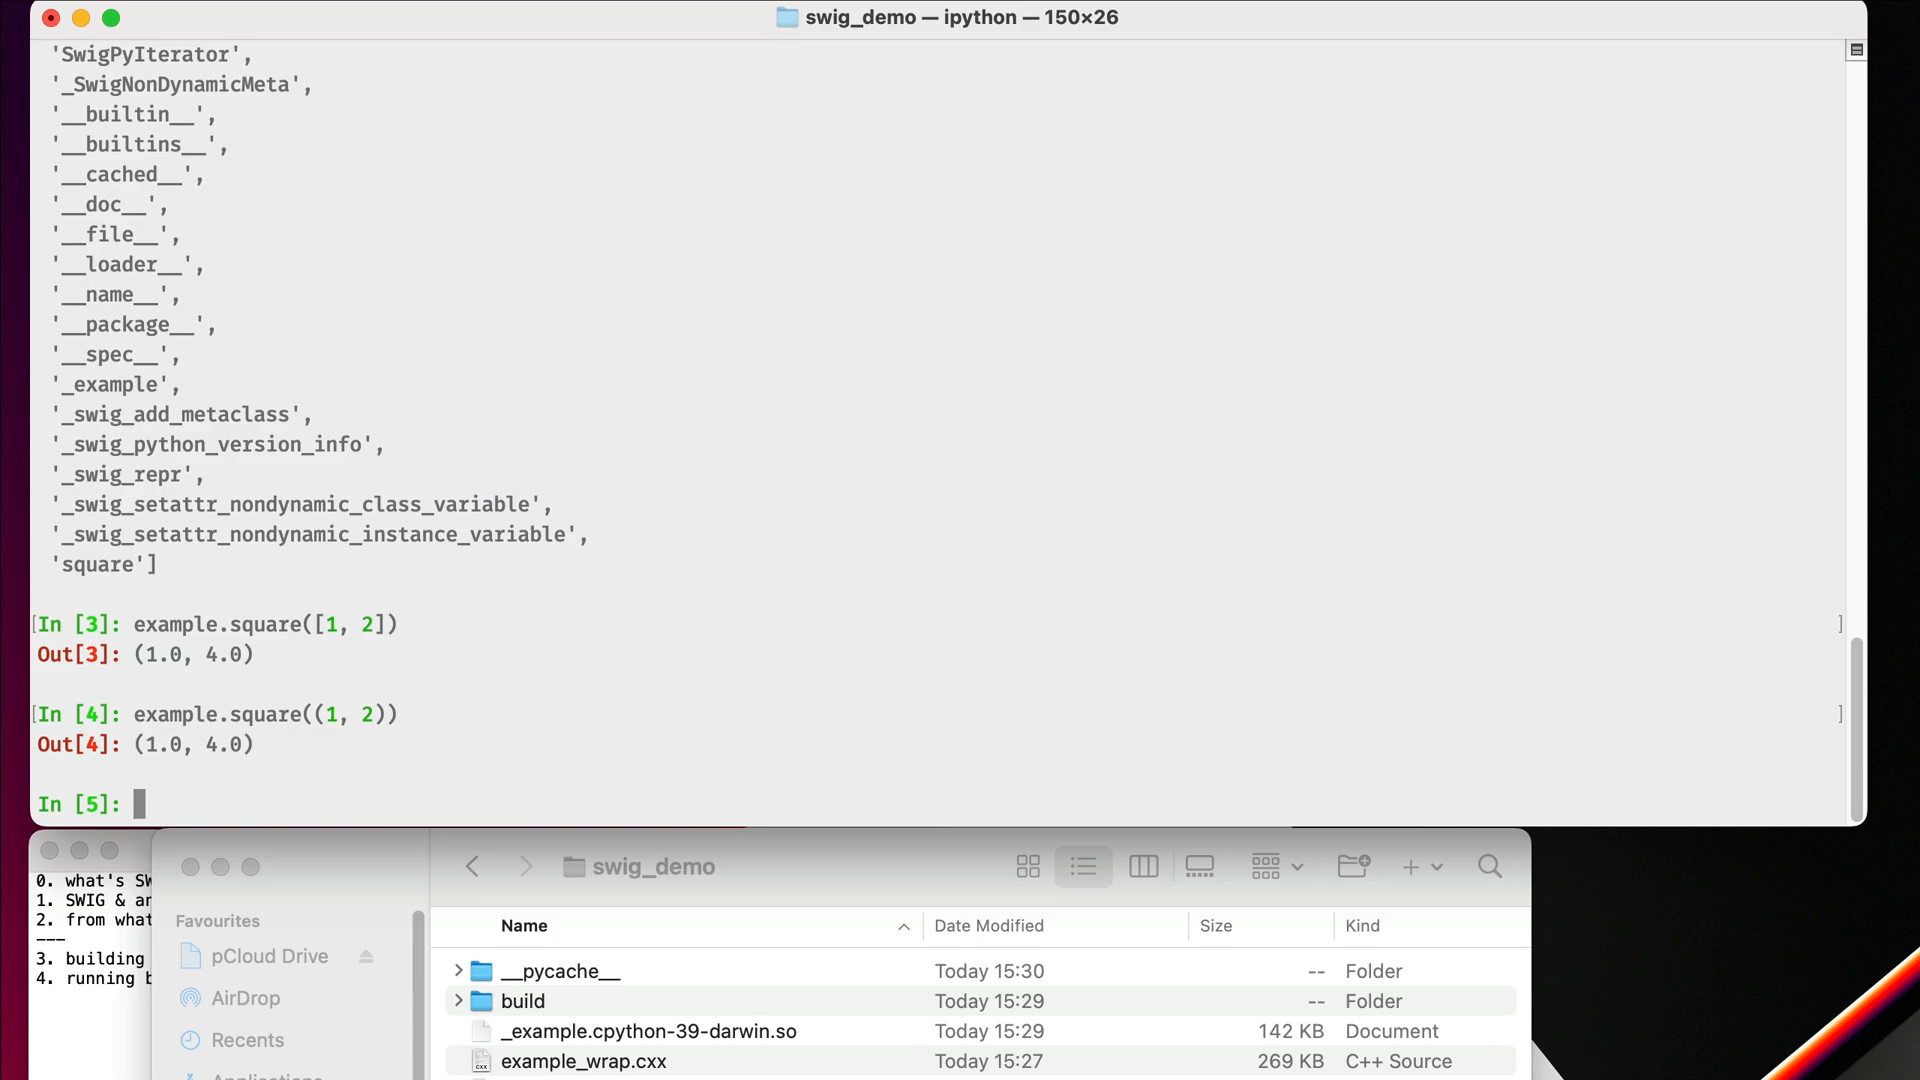 swig_demo — ipython — 150×26
'SwigPyIterator',
'_SwigNonDynamicMeta',
'__builtin__',
'__builtins__',
'__cached__',
'__doc__',
'__file__',
'__loader__',
'__name__',
'__package__',
'__spec__',
'_example',
'_swig_add_metaclass',
'_swig_python_version_info',
'_swig_repr',
'_swig_setattr_nondynamic_class_variable',
'_swig_setattr_nondynamic_instance_variable',
'square']
[In [3]: example.square([1, 2]) ]
Out[3]: (1.0, 4.0)
[In [4]: example.square((1, 2)) ]
Out[4]: (1.0, 4.0)
In [5]:
0. what's SW
1. SWIG & ar
2. from what
---
3. building
4. running b
Favourites
pCloud Drive
AirDrop
Recents
Applications
swig_demo
Name Date Modified Size Kind
__pycache__ Today 15:30 -- Folder
build Today 15:29 -- Folder
_example.cpython-39-darwin.so Today 15:29 142 KB Document
example_wrap.cxx Today 15:27 269 KB C++ Source